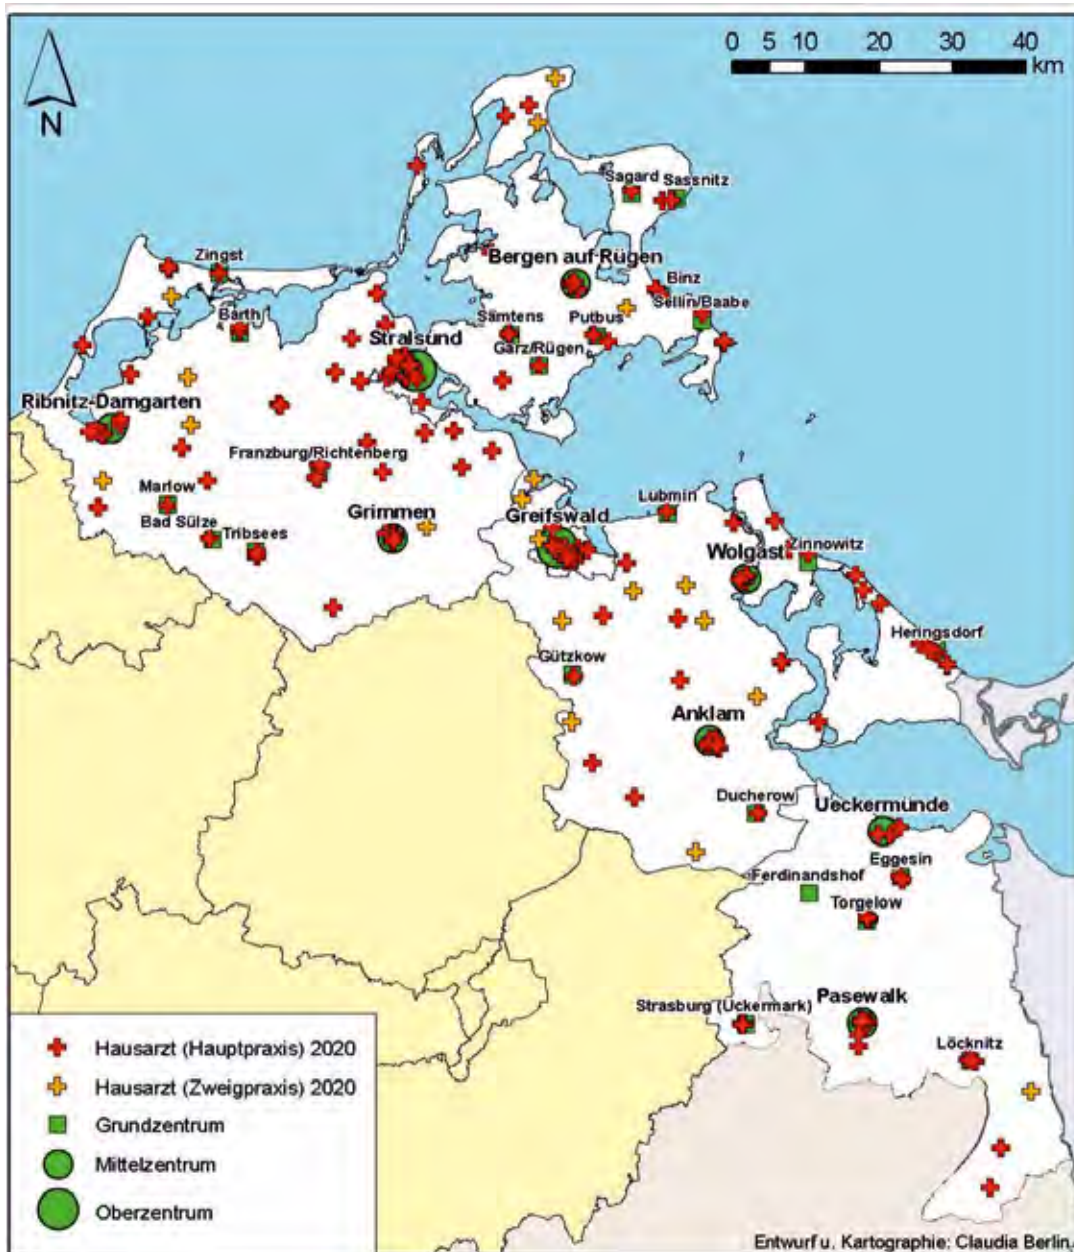 0 5 10 20 30 40
km
N
Sagard
Sassnitz
Zingst
Bergen auf Rügen
Binz
Sellin/Baabe
Barth
Samtens
Putbus
Stralsund
Garz/Rügen
Ribnitz-Damgarten
Franzburg/Richtenberg
Marlow
Lubmin
Bad Sülze
Grimmen
Greifswald
Tribsees
Wolgast
Zinnowitz
Heringsdorf
Gützkow
Anklam
Ducherow
Ueckermünde
Eggesin
Ferdinandshof
Torgelow
Pasewalk
Strasburg (Uckermark)
Löcknitz
Hausarzt (Hauptpraxis) 2020
Hausarzt (Zweigpraxis) 2020
Grundzentrum
Mittelzentrum
Oberzentrum
Entwurf u. Kartographie: Claudia Berlin.